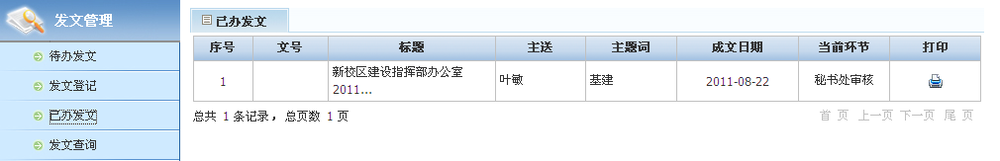 发文管理
待办发文
发文登记
已办发文
发文查询
已办发文
序号 文号 标题 主送 主题词 成文日期 当前环节 打印
1 新校区建设指挥部办公室 叶敏 基建 2011-08-22 秘书处审核
2011...
总共 1 条记录，总页数 1 页 首 页 上一页 下一页 尾 页